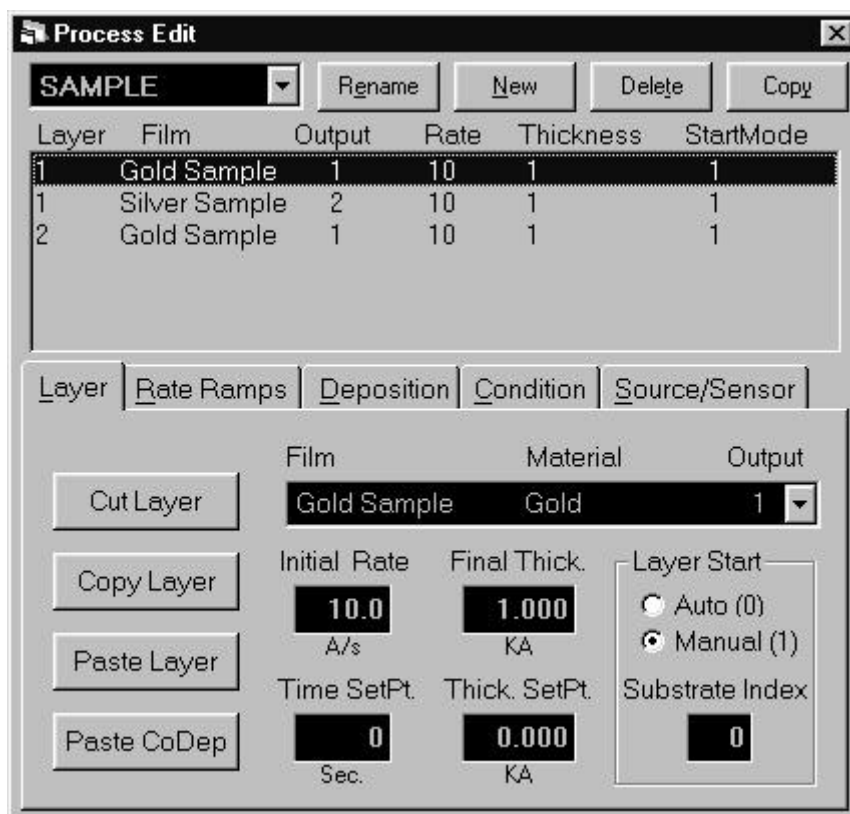 Process Edit
SAMPLE Rename New Delete Copy
Layer Film Output Rate Thickness StartMode
1 Gold Sample 1 10 1 1
1 Silver Sample 2 10 1 1
2 Gold Sample 1 10 1 1
Layer Rate Ramps Deposition Condition Source/Sensor
Film Material Output
Cut Layer Gold Sample Gold 1
Initial Rate Final Thick. Layer Start
Copy Layer 10.0 1.000 Auto (0)
A/s KA Manual (1)
Paste Layer
Time SetPt. Thick. SetPt. Substrate Index
Paste CoDep 0 0.000 0
Sec. KA